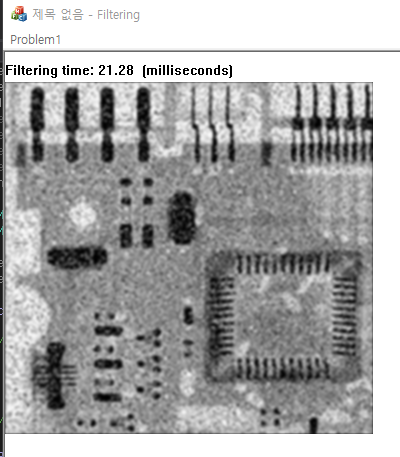 제목 없음 - Filtering
Problem1
Filtering time: 21.28 (milliseconds)